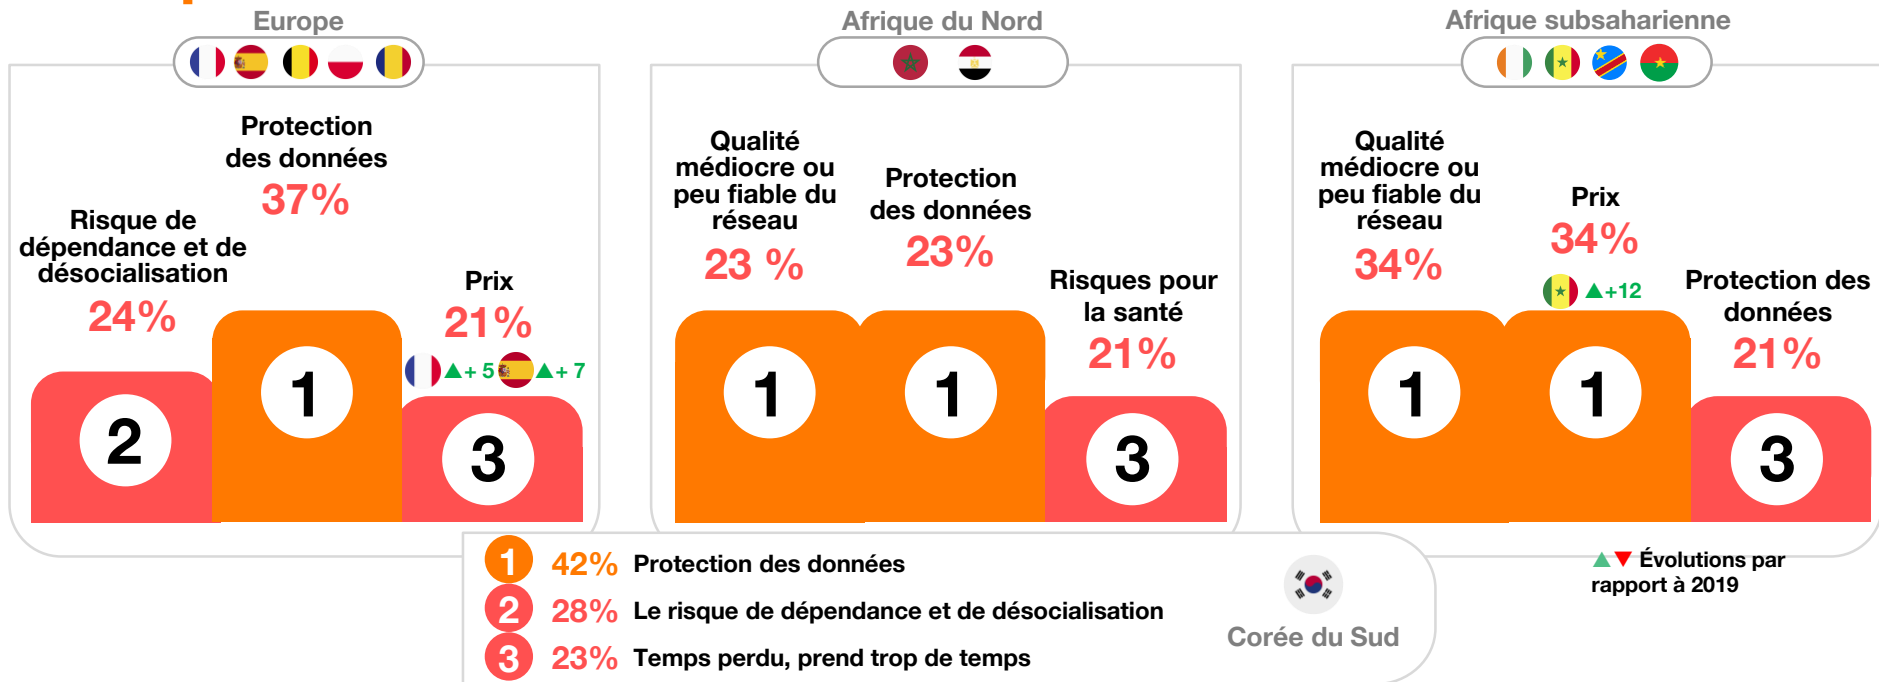 Europe
Risque de
dépendance et de
désocialisation
24%
2
Protection
des données
37%
1
Prix
21%
+ 5
+ 7
3
Afrique du Nord
Qualité
médiocre ou
peu fiable du
réseau
23 %
1
Protection
des données
23%
1
Risques pour
la santé
21%
3
Afrique subsaharienne
Qualité
médiocre ou
peu fiable du
réseau
34%
1
Prix
34%
+12
1
Protection des
données
21%
3
1 42% Protection des données
2 28% Le risque de dépendance et de désocialisation
3 23% Temps perdu, prend trop de temps
Corée du Sud
Évolutions par
rapport à 2019